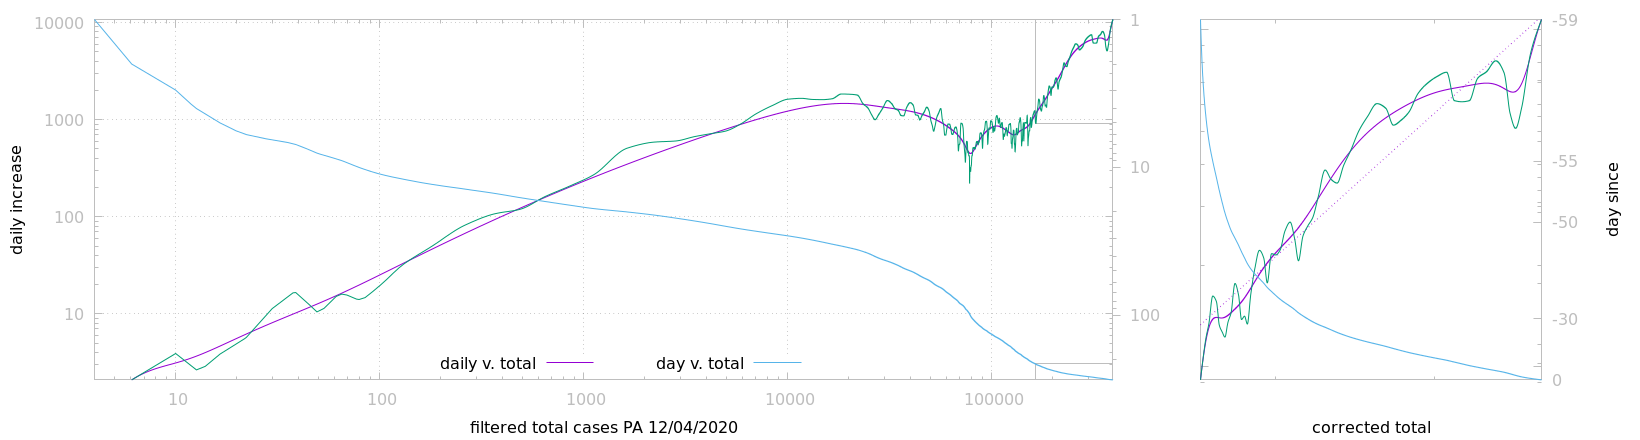 10000
1000
100
10
daily increase
10
100
1000
10000
100000
filtered total cases PA 12/04/2020
daily v. total
day v. total
1
10
100
-59
-55
-50
-30
0
day since
corrected total